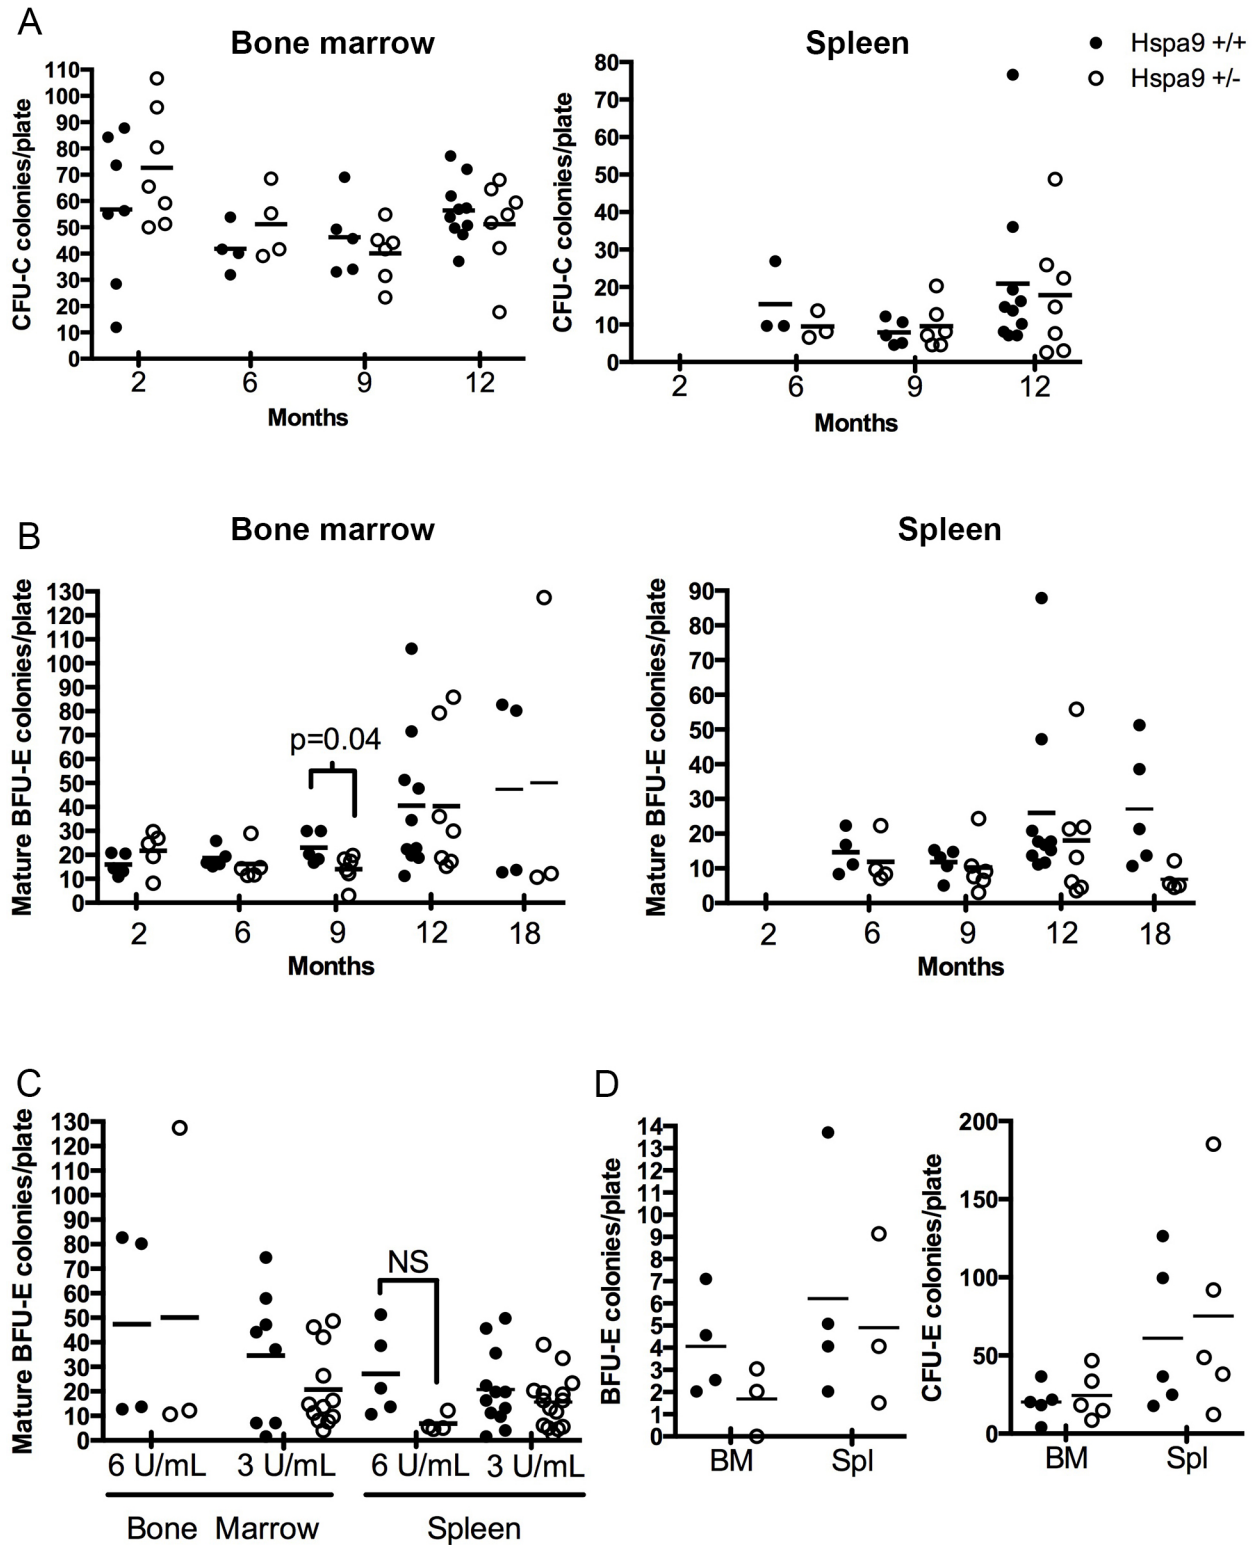 A
Bone marrow
Spleen
Hspa9 +/+
Hspa9 +/-
CFU-C colonies/plate
110
100
90
80
70
60
50
40
30
20
10
0
2 6 9 12
Months
CFU-C colonies/plate
80
70
60
50
40
30
20
10
0
2 6 9 12
Months
B
Bone marrow
Spleen
Mature BFU-E colonies/plate
130
120
110
100
90
80
70
60
50
40
30
20
10
0
p=0.04
2 6 9 12 18
Months
Mature BFU-E colonies/plate
90
80
70
60
50
40
30
20
10
0
2 6 9 12 18
Months
C
Mature BFU-E colonies/plate
130
120
110
100
90
80
70
60
50
40
30
20
10
0
NS
6 U/mL 3 U/mL 6 U/mL 3 U/mL
Bone Marrow Spleen
D
BFU-E colonies/plate
14
13
12
11
10
9
8
7
6
5
4
3
2
1
0
BM Spl
CFU-E colonies/plate
200
150
100
50
0
BM Spl